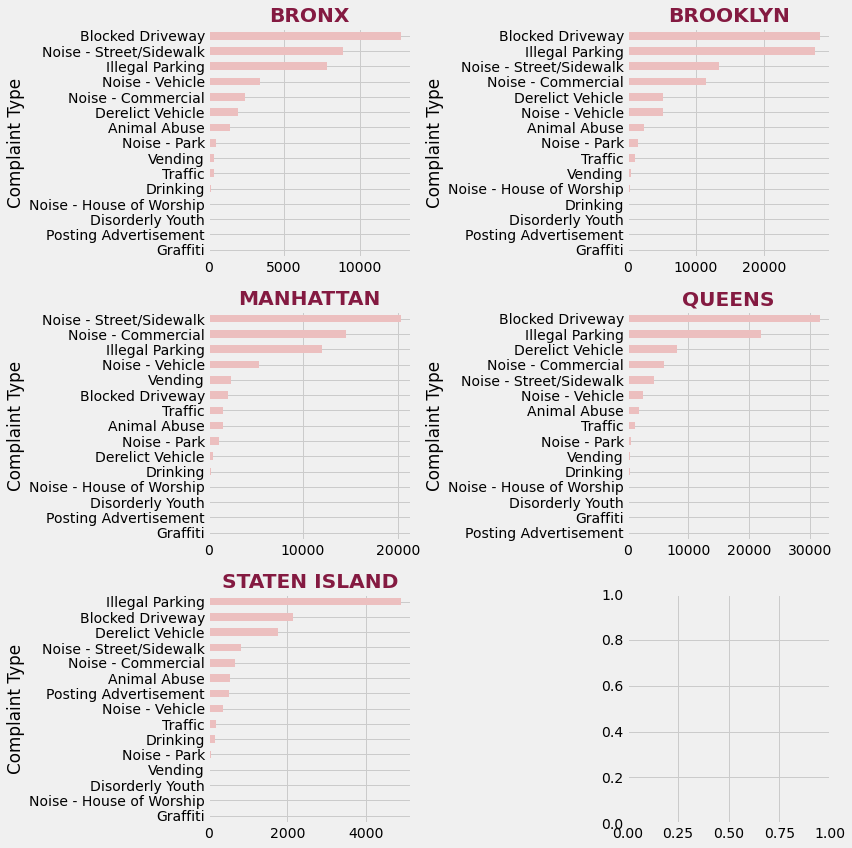 BRONX
Complaint Type
Blocked Driveway
Noise - Street/Sidewalk
Illegal Parking
Noise - Vehicle
Noise - Commercial
Derelict Vehicle
Animal Abuse
Noise - Park
Vending
Traffic
Drinking
Noise - House of Worship
Disorderly Youth
Posting Advertisement
Graffiti
0 5000 10000
BROOKLYN
Complaint Type
Blocked Driveway
Illegal Parking
Noise - Street/Sidewalk
Noise - Commercial
Derelict Vehicle
Noise - Vehicle
Animal Abuse
Noise - Park
Traffic
Vending
Noise - House of Worship
Drinking
Disorderly Youth
Posting Advertisement
Graffiti
0 10000 20000
MANHATTAN
Complaint Type
Noise - Street/Sidewalk
Noise - Commercial
Illegal Parking
Noise - Vehicle
Vending
Blocked Driveway
Traffic
Animal Abuse
Noise - Park
Derelict Vehicle
Drinking
Noise - House of Worship
Disorderly Youth
Posting Advertisement
Graffiti
0 10000 20000
QUEENS
Complaint Type
Blocked Driveway
Illegal Parking
Derelict Vehicle
Noise - Commercial
Noise - Street/Sidewalk
Noise - Vehicle
Animal Abuse
Traffic
Noise - Park
Vending
Drinking
Noise - House of Worship
Disorderly Youth
Graffiti
Posting Advertisement
0 10000 20000 30000
STATEN ISLAND
Complaint Type
Illegal Parking
Blocked Driveway
Derelict Vehicle
Noise - Street/Sidewalk
Noise - Commercial
Animal Abuse
Posting Advertisement
Noise - Vehicle
Traffic
Drinking
Noise - Park
Vending
Disorderly Youth
Noise - House of Worship
Graffiti
0 2000 4000
1.0
0.8
0.6
0.4
0.2
0.0
0.00 0.25 0.50 0.75 1.00